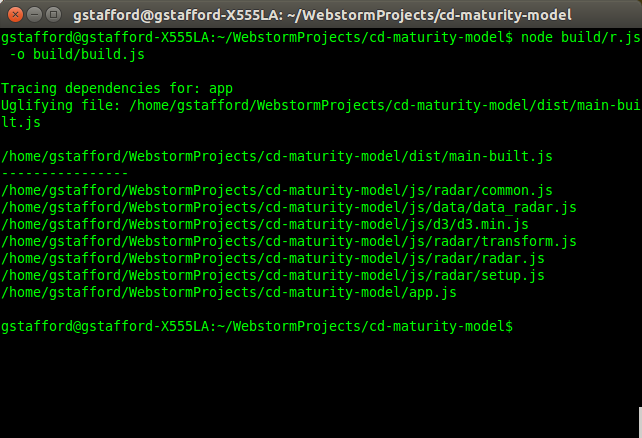 gstafford@gstafford-X555LA: ~/WebstormProjects/cd-maturity-model
gstafford@gstafford-X555LA:~/WebstormProjects/cd-maturity-model$ node build/r.js
 -o build/build.js
Tracing dependencies for: app
Uglifying file: /home/gstafford/WebstormProjects/cd-maturity-model/dist/main-bui
lt.js
/home/gstafford/WebstormProjects/cd-maturity-model/dist/main-built.js
----------------
/home/gstafford/WebstormProjects/cd-maturity-model/js/radar/common.js
/home/gstafford/WebstormProjects/cd-maturity-model/js/data/data_radar.js
/home/gstafford/WebstormProjects/cd-maturity-model/js/d3/d3.min.js
/home/gstafford/WebstormProjects/cd-maturity-model/js/radar/transform.js
/home/gstafford/WebstormProjects/cd-maturity-model/js/radar/radar.js
/home/gstafford/WebstormProjects/cd-maturity-model/js/radar/setup.js
/home/gstafford/WebstormProjects/cd-maturity-model/app.js
gstafford@gstafford-X555LA:~/WebstormProjects/cd-maturity-model$